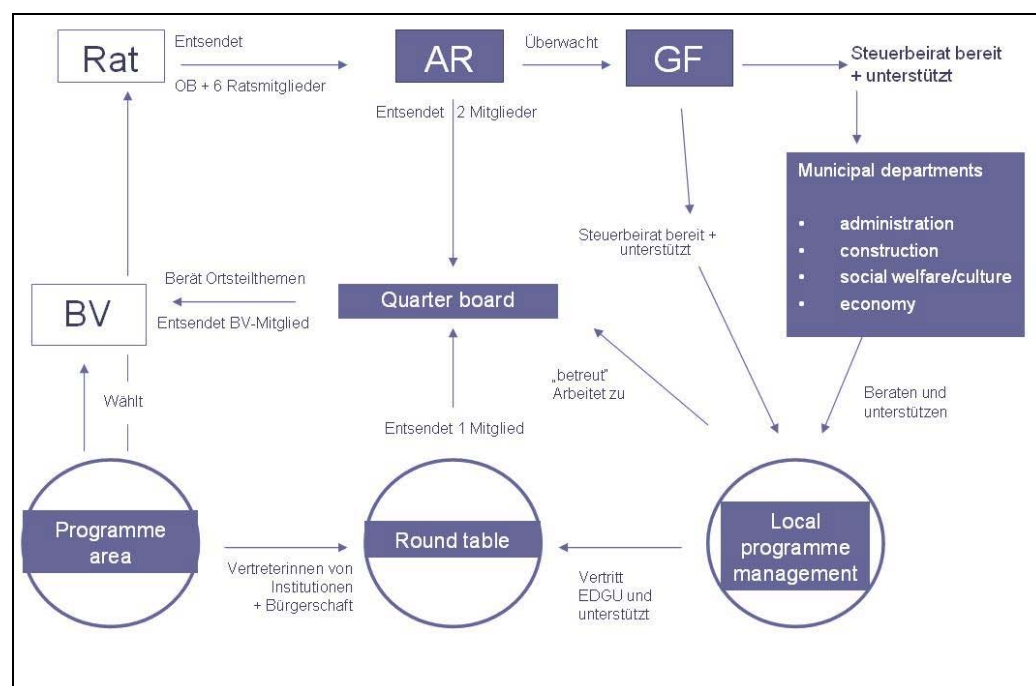 Rat
Entsendet
OB + 6 Ratsmitglieder
AR
Überwacht
GF
Steuerbeirat bereit
+ unterstützt
Entsendet 2 Mitglieder
Municipal departments
▪ administration
▪ construction
▪ social welfare/culture
▪ economy
Steuerbeirat bereit +
unterstützt
BV
Berät Ortsteilthemen
Entsendet BV-Mitglied
Quarter board
Wählt
„betreut“
Arbeitet zu
Beraten und
unterstützen
Entsendet 1 Mitglied
Programme
area
Vertreterinnen von
Institutionen
+ Bürgerschaft
Round table
Vertritt
EDGU und
unterstützt
Local
programme
management